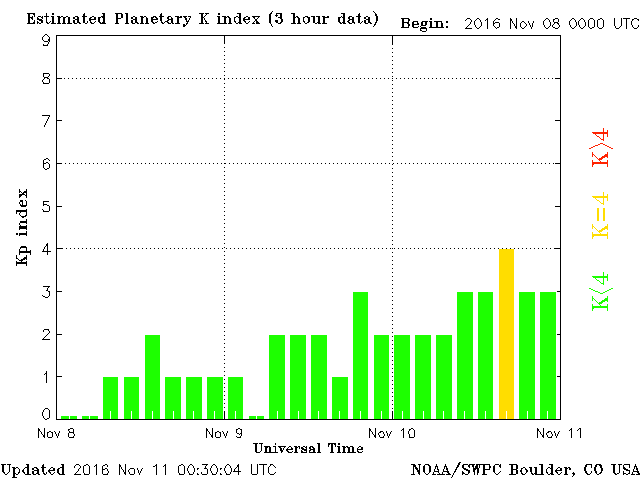 Estimated Planetary K index (3 hour data) Begin: 2016 Nov 08 0000 UTC
9
8
7
6
5
4
3
2
1
0
Kp index
K>4
K=4
K<4
Nov 8 Nov 9 Nov 10 Nov 11
Universal Time
Updated 2016 Nov 11 00:30:04 UTC NOAA/SWPC Boulder, CO USA